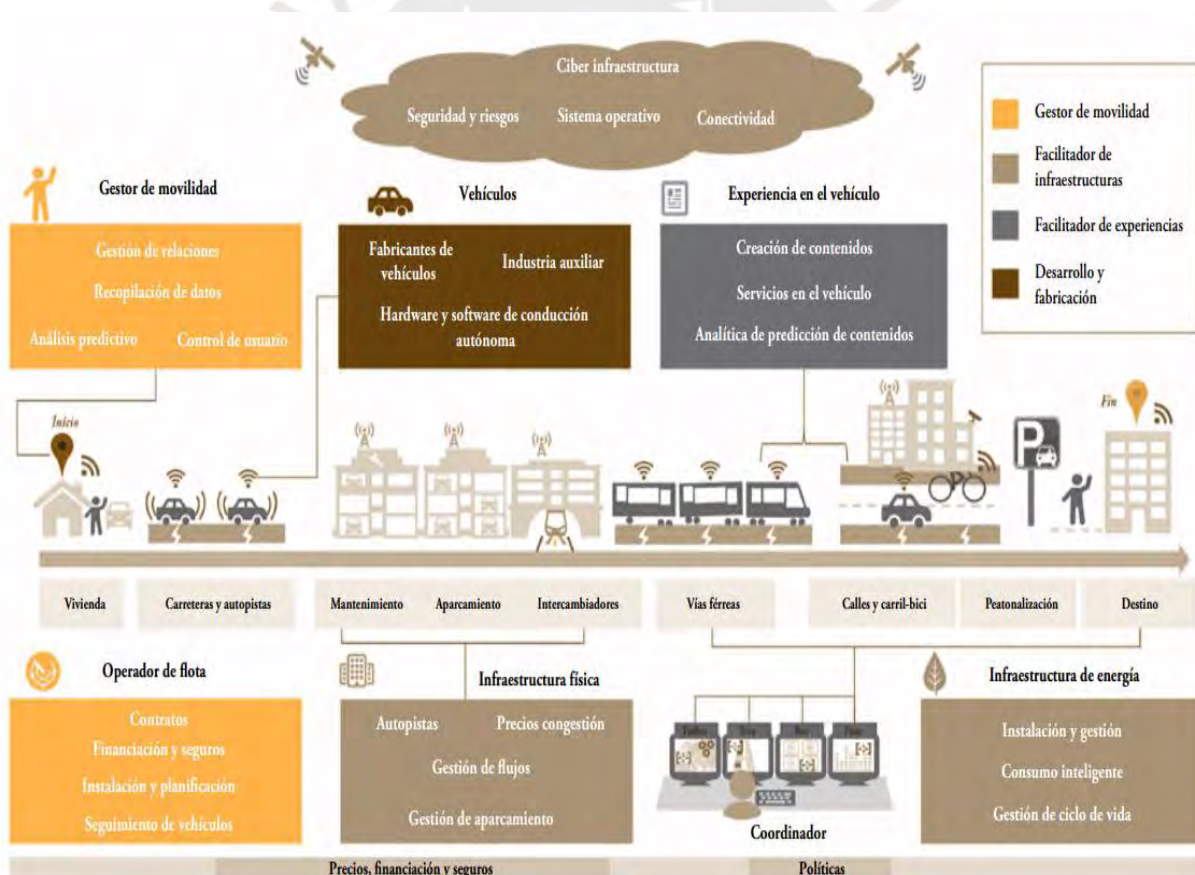 Ciber infraestructura
Seguridad y riesgos
Sistema operativo
Conectividad
Gestor de movilidad
Facilitador de
infraestructuras
Facilitador de experiencias
Desarrollo y
fabricación
Gestor de movilidad
Gestión de relaciones
Recopilación de datos
Análisis predictivo
Control de usuario
Vehículos
Fabricantes de
vehículos
Industria auxiliar
Hardware y software de conducción
autónoma
Experiencia en el vehículo
Creación de contenidos
Servicios en el vehículo
Analítica de predicción de contenidos
Inicio
P
Fin
Vivienda
Carreteras y autopistas
Mantenimiento
Aparcamiento
Intercambiadores
Vías férreas
Calles y carril-bici
Peatonalización
Destino
Operador de flota
Contratos
Financiación y seguros
Instalación y planificación
Seguimiento de vehículos
Infraestructura física
Autopistas
Precios congestión
Gestión de flujos
Gestión de aparcamiento
Coordinador
Infraestructura de energía
Instalación y gestión
Consumo inteligente
Gestión de ciclo de vida
Precios, financiación y seguros
Políticas